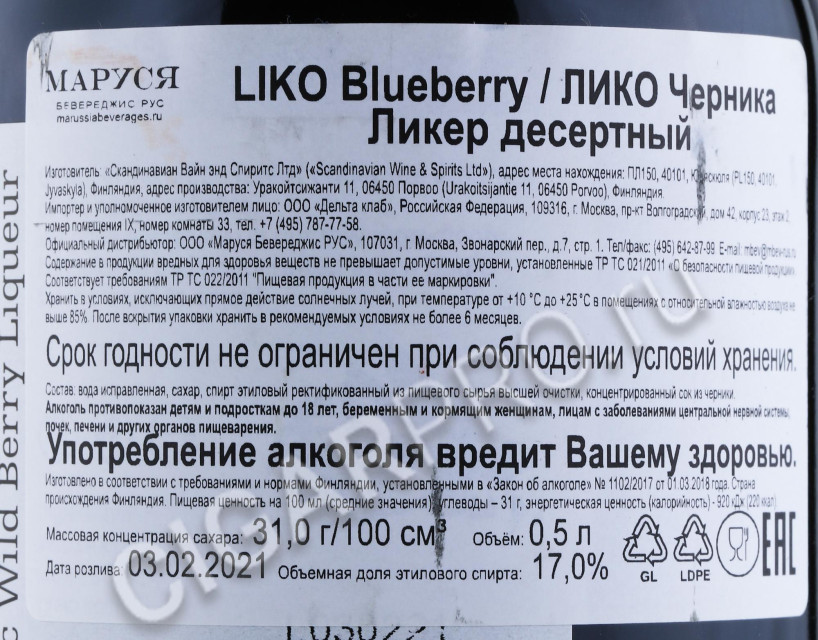 МАРУСЯ
БЕВЕРЕДЖИС РУС
marussiabeverages.ru
LIKO Blueberry / ЛИКО Черника
Ликер десертный
Изготовитель: «Скандинавиан Вайн энд Спиритс Лтд» («Scandinavian Wine & Spirits Ltd»), адрес места нахождения: ПЛ150, 40101, (PL150, 40101,
Jyvaskyla), Финляндия, адрес производства: Уракойтсижанти 11, 06450 Порвоо (Urakoitsijantie 11, 06450 Porvoo), Финляндия.
Импортер и уполномоченное изготовителем лицо: ООО «Дельта клаб», Российская Федерация, 109316, г. Москва, пр-кт Волгоградский, дом 42, корпус 23, этаж 2,
номер помещения IX, номер комнаты 33, тел. +7 (495) 787-77-58.
Официальный дистрибьютор: ООО «Маруся Бевереджис РУС», 107031, г. Москва, Звонарский пер., д.7, стр. 1. Тел/факс: (495) 642-87-99 E-mail:
Содержание в продукции вредных для здоровья веществ не превышает допустимые уровни, установленные ТР ТС 021/2011 «О безопасности пищевой продукции»
Соответствует требованиям ТР ТС 022/2011 "Пищевая продукция в части ее маркировки".
Хранить в условиях, исключающих прямое действие солнечных лучей, при температуре от +10 °С до +25°С в помещениях с относительной влажностью воздуха не
выше 85%. После вскрытия упаковки хранить в рекомендуемых условиях не более 6 месяцев.
Срок годности не ограничен при соблюдении условий хранения.
Состав: вода исправленная, сахар, спирт этиловый ректификованный из пищевого сырья высшей очистки, концентрированный сок из черники.
Алкоголь противопоказан детям и подросткам до 18 лет, беременным и кормящим женщинам, лицам с заболеваниями центральной нервной системы,
почек, печени и других органов пищеварения.
Употребление алкоголя вредит Вашему здоровью.
Изготовлено в соответствии с требованиями и нормами Финляндии, установленными в «Закон об алкоголе» № 1102/2017 от 01.03.2018 года. Страна
происхождения Финляндия. Пищевая ценность на 100 мл (средние значения): углеводы – 31 г, энергетическая ценность (калорийность) - 920 кДж (220 ккал)
Массовая концентрация сахара: 31,0 г/100 см³ Объём: 0,5 л
Дата розлива: 03.02.2021 Объемная доля этилового спирта: 17,0%
GL LDPE EAC
c Wild Berry Liqueur
CIGARPRO.ru